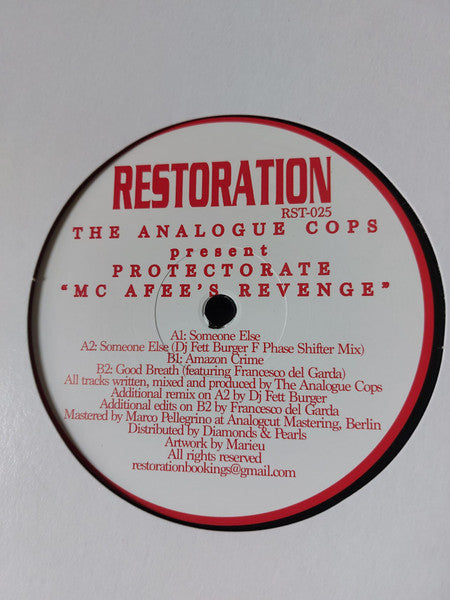 RESTORATION
RST-025
THE ANALOGUE COPS
present
PROTECTORATE
"MC AFEE'S REVENGE"
A1: Someone Else
A2: Someone Else (Dj Fett Burger F Phase Shifter Mix)
B1: Amazon Crime
B2: Good Breath (featuring Francesco del Garda)
All tracks written, mixed and produced by The Analogue Cops
Additional remix on A2 by Dj Fett Burger
Additional edits on B2 by Francesco del Garda
Mastered by Marco Pellegrino at Analogcut Mastering, Berlin
Distributed by Diamonds & Pearls
Artwork by Marieu
All rights reserved
restorationbookings@gmail.com